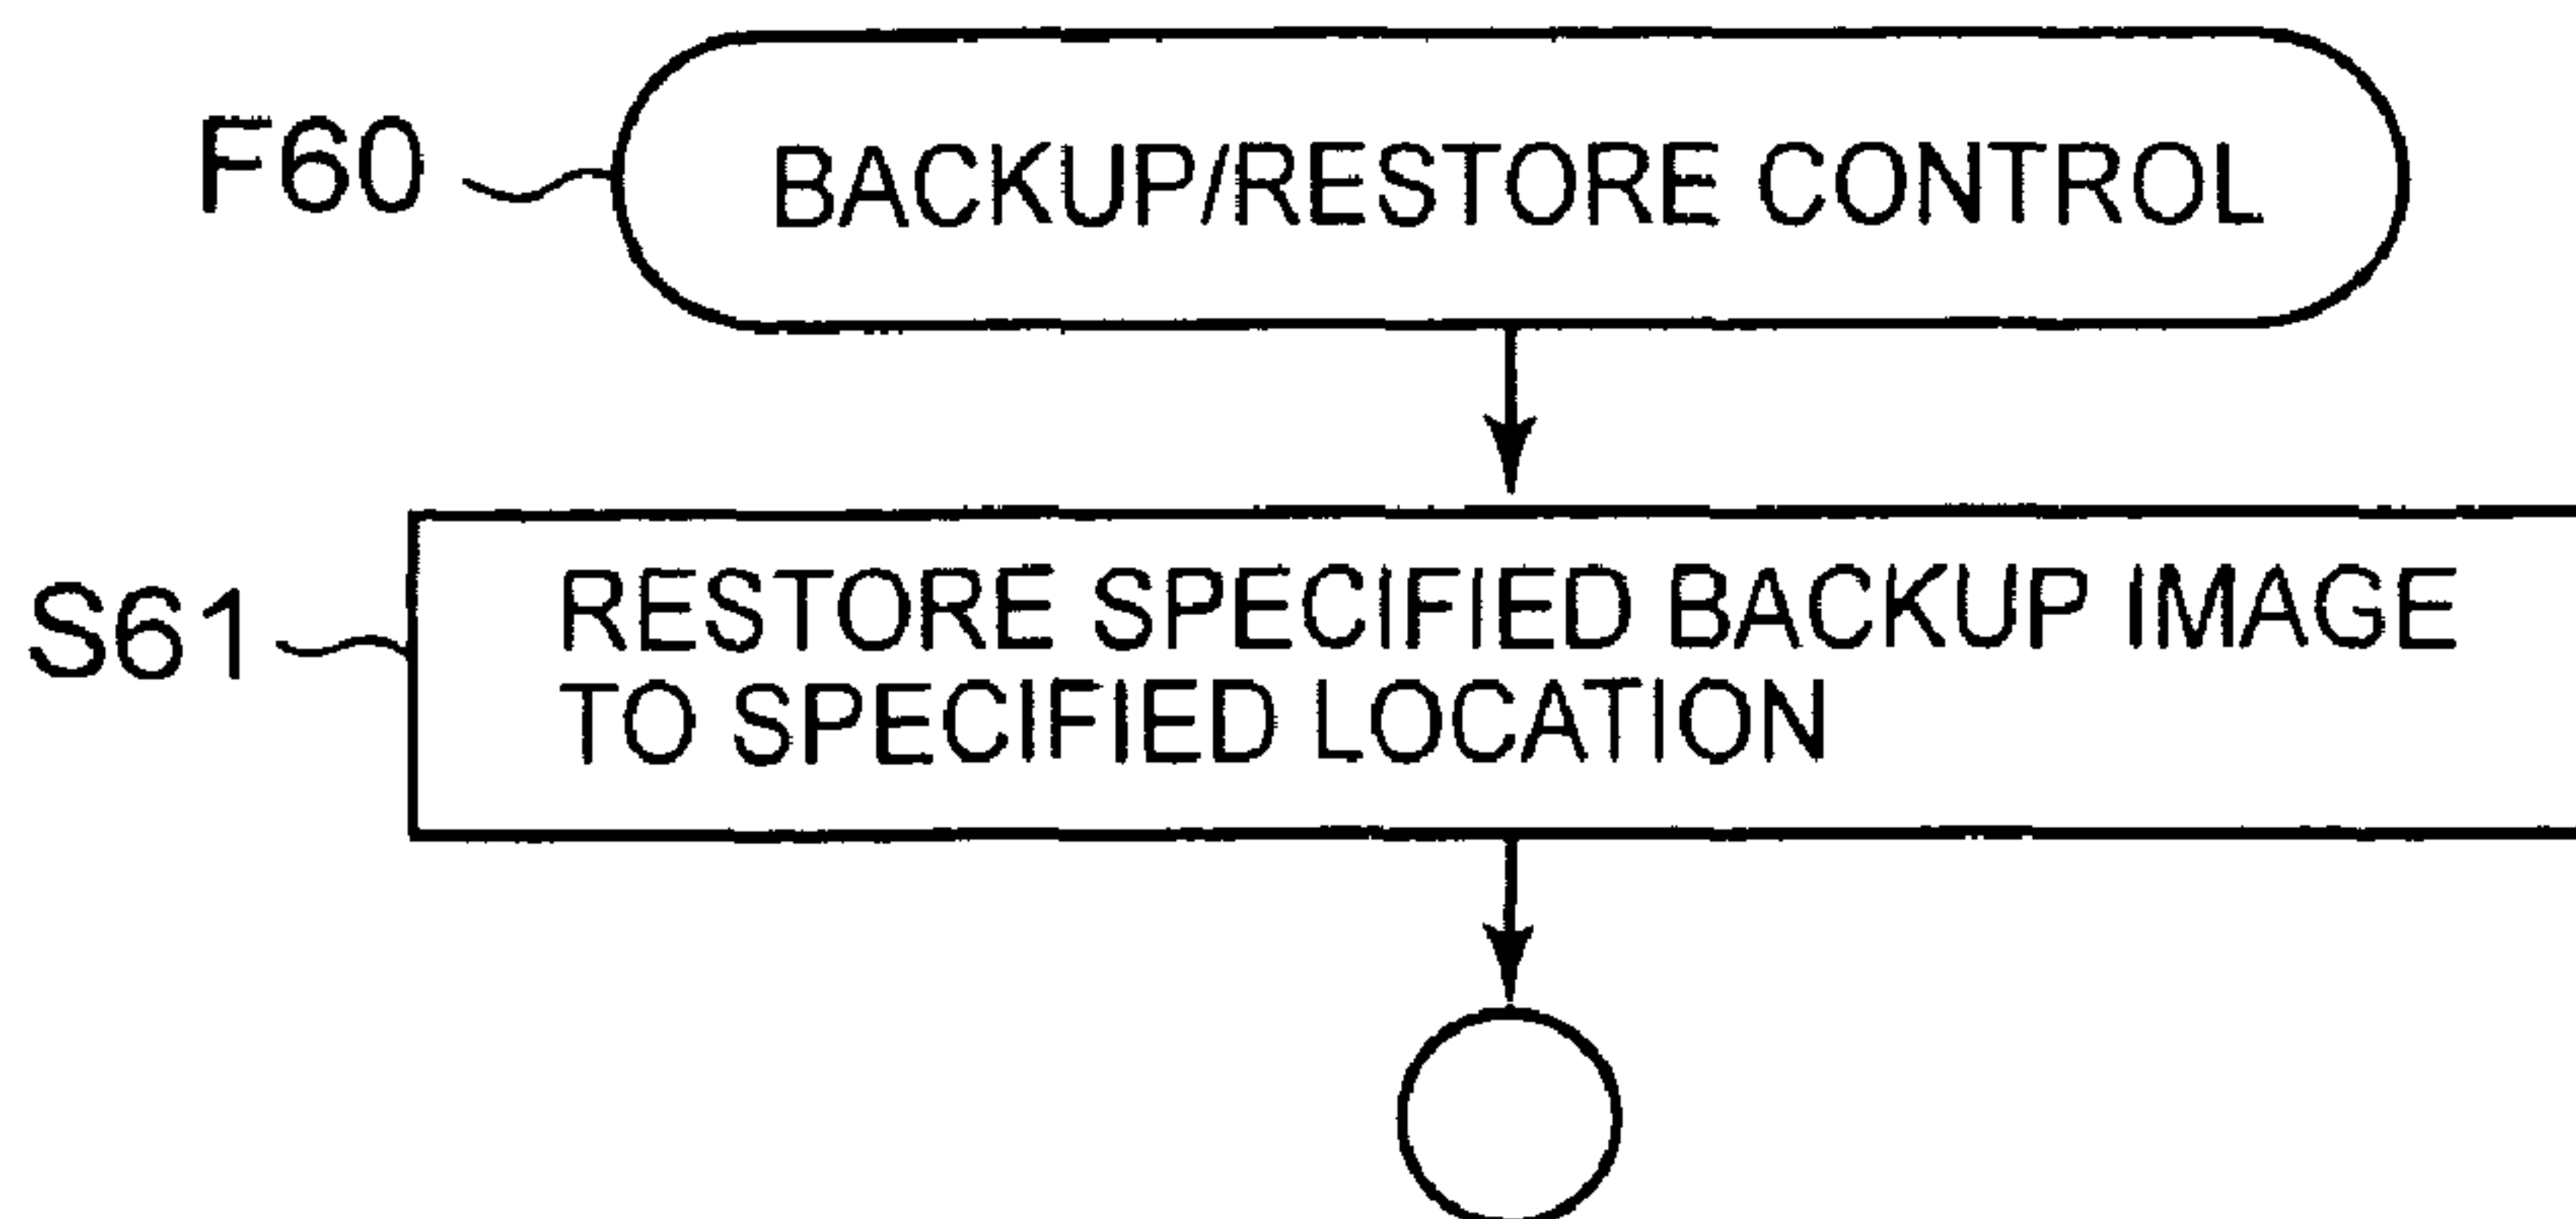 F60
BACKUP/RESTORE CONTROL
S61
RESTORE SPECIFIED BACKUP IMAGE
TO SPECIFIED LOCATION